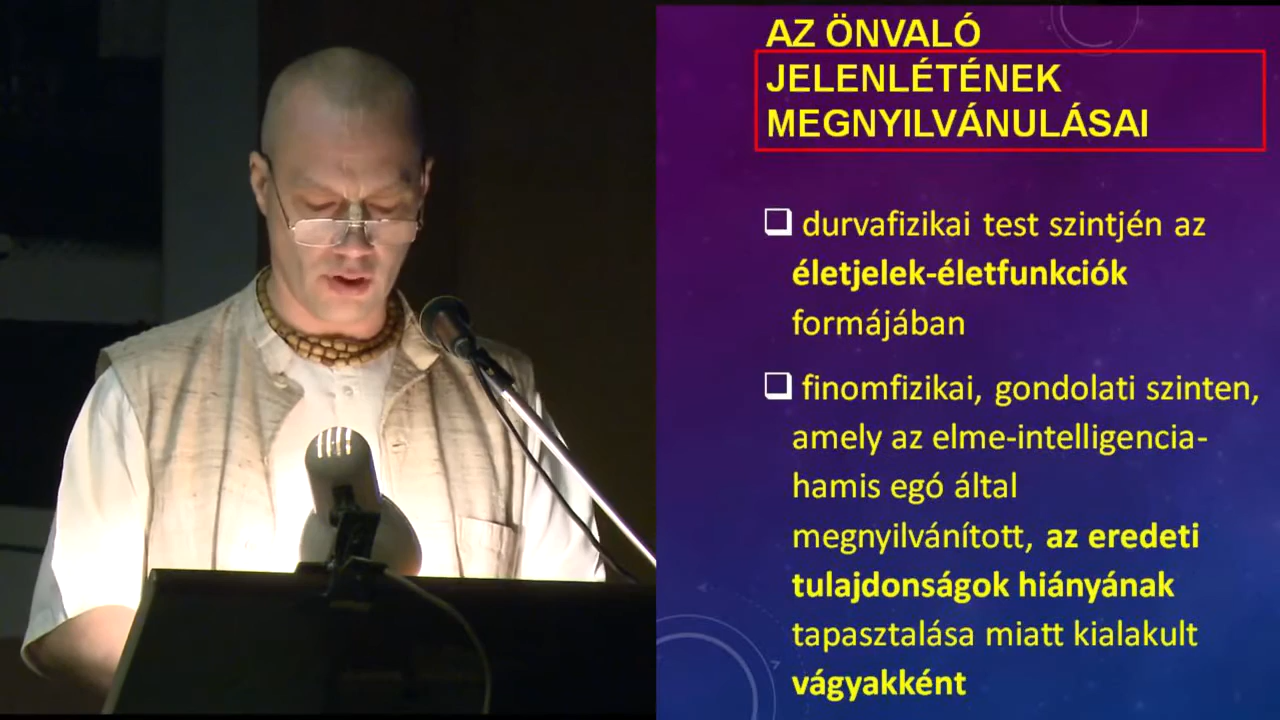 AZ ÖNVALÓ
JELENLÉTÉNEK
MEGNYILVÁNULÁSAI
durvafizikai test szintjén az
életjelek-életfunkciók
formájában
finomfizikai, gondolati szinten,
amely az elme-intelligencia-
hamis egó által
megnyilvánított, az eredeti
tulajdonságok hiányának
tapasztalása miatt kialakult
vágyakként